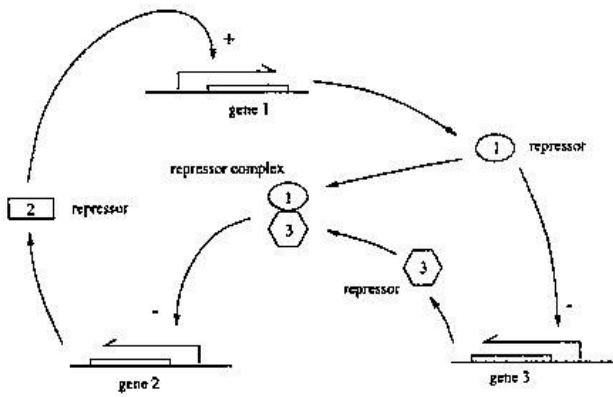 +
gene 1
1
repressor
repressor complex
1
2
repressor
3
3
repressor
-
-
gene 2
gene 3